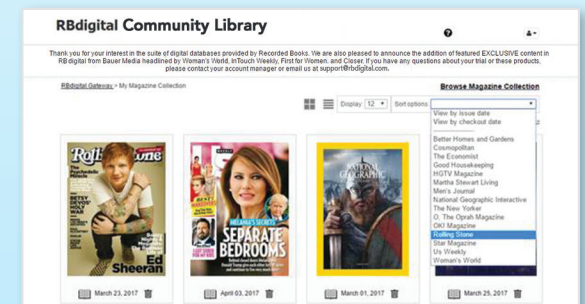 RBdigital Community Library
Thank you for your interest in the suite of digital databases provided by Recorded Books. We are also pleased to announce the addition of featured EXCLUSIVE content in
RBdigital from Bauer Media headlined by Woman's World, InTouch Weekly, First for Women, and Closer. If you have any questions about your trial or these products,
please contact your account manager or email us at support@rbdigital.com.
RBdigital Gateway > My Magazine Collection
Browse Magazine Collection
Display: 12
Sort options:
View by issue date
View by checkout date
Better Homes and Gardens
Cosmopolitan
The Economist
Good Housekeeping
HGTV Magazine
Martha Stewart Living
Men's Journal
National Geographic Interactive
The New Yorker
O, The Oprah Magazine
OK! Magazine
Rolling Stone
Star Magazine
Us Weekly
Woman's World
BETSY
DEVOS'
HOLY
WAR
Ed
Sheeran
WEEKLY
MELANIA'S SECRETS
SEPARATE
BEDROOMS
NATIONAL
GEOGRAPHIC
March 23, 2017
April 03, 2017
March 01, 2017
March 25, 2017